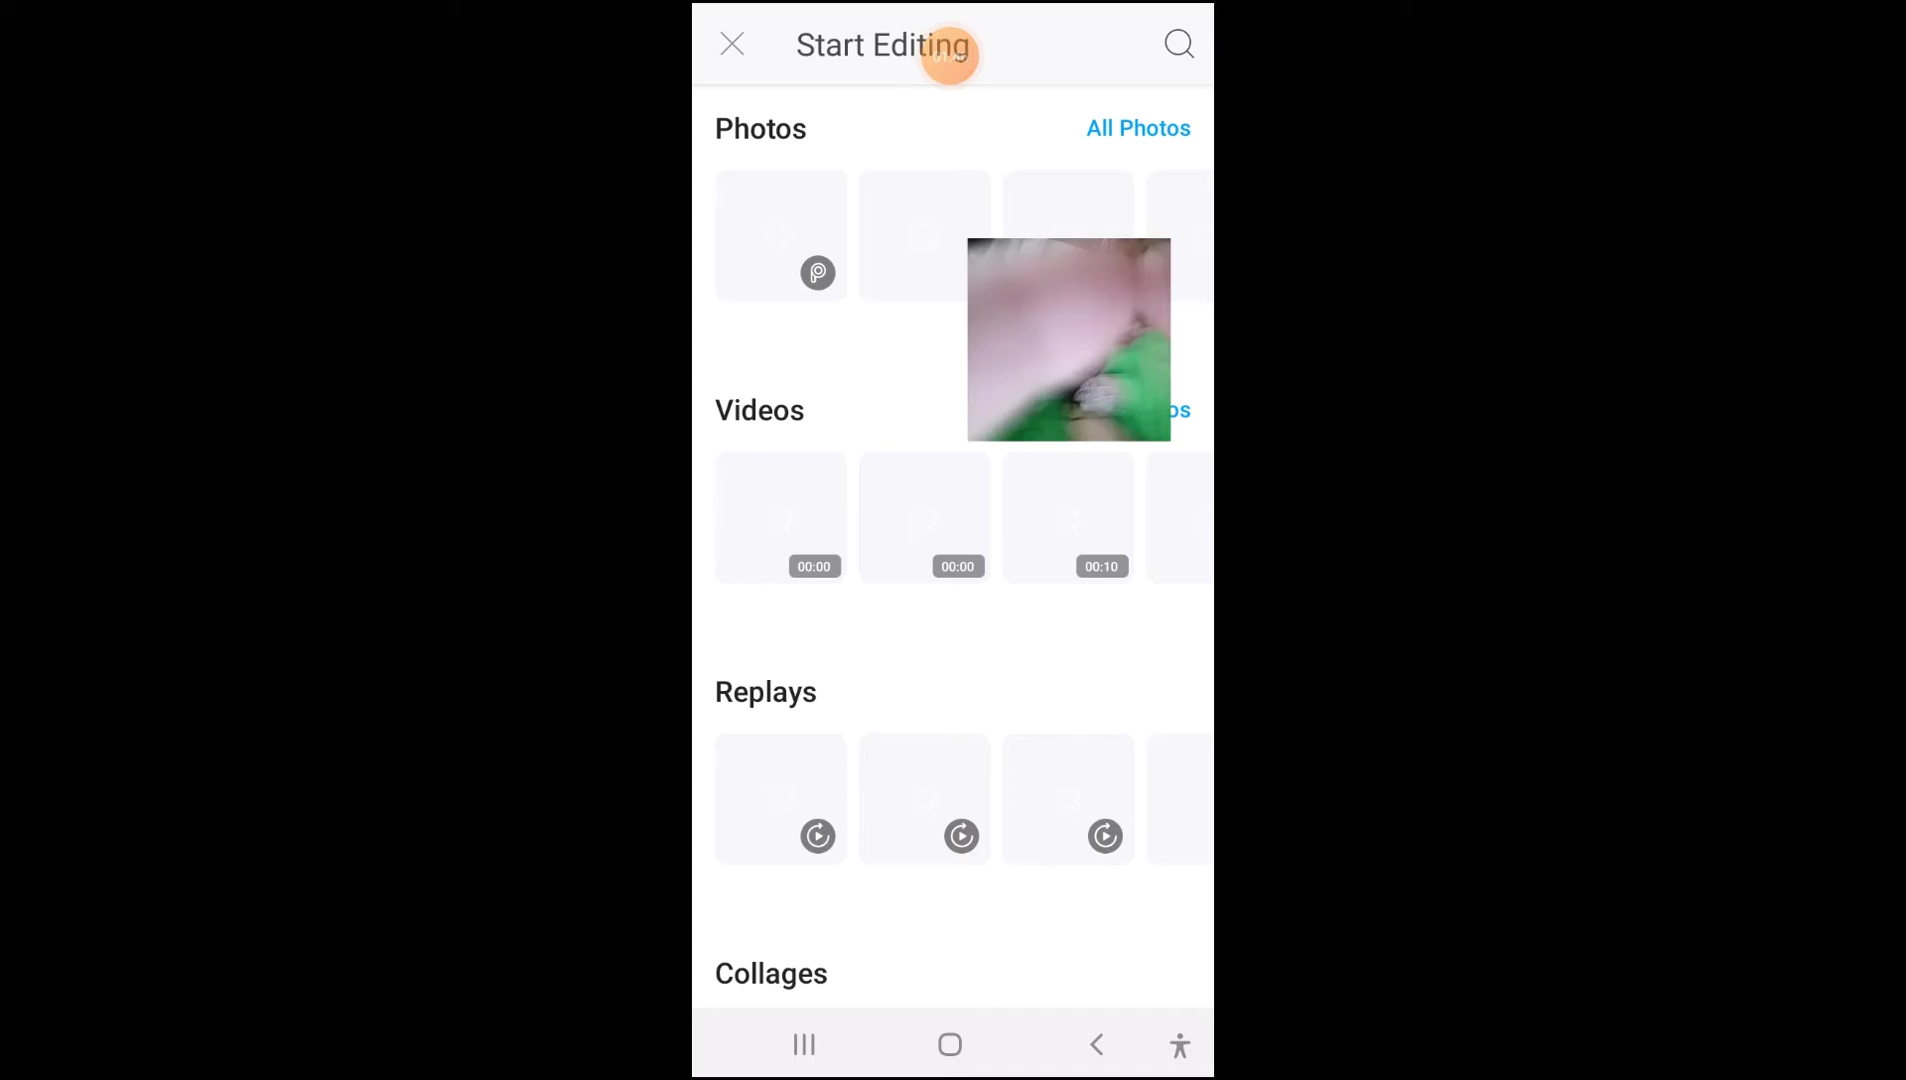 Start Editing
Photos
All Photos
Videos
os
00:00
00:00
00:10
Replays
Collages